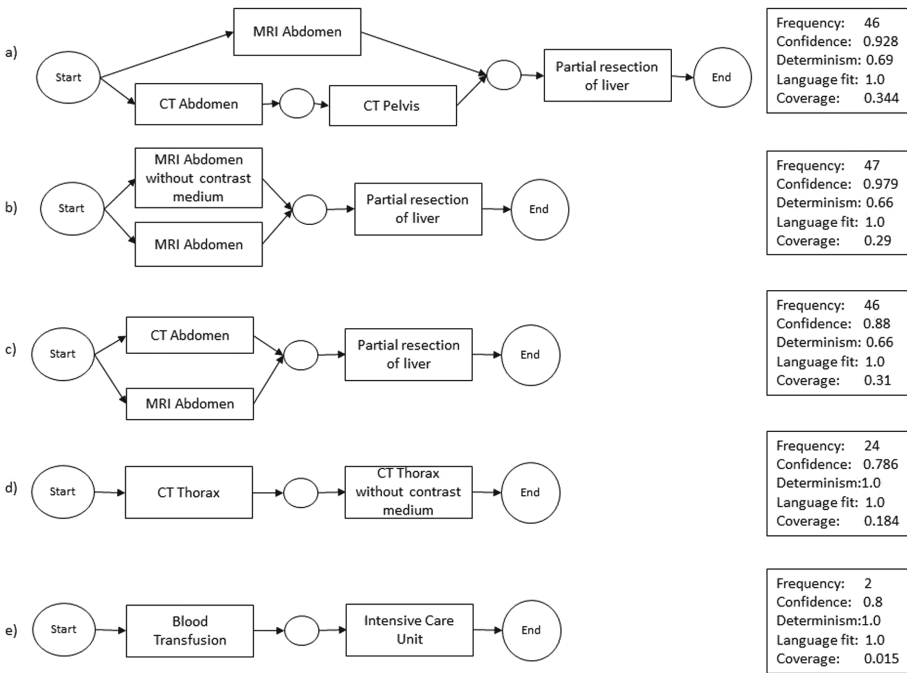 a)
Start
MRI Abdomen
CT Abdomen
CT Pelvis
Partial resection
of liver
End
Frequency: 46
Confidence: 0.928
Determinism: 0.69
Language fit: 1.0
Coverage: 0.344
b)
Start
MRI Abdomen
without contrast
medium
MRI Abdomen
Partial resection
of liver
End
Frequency: 47
Confidence: 0.979
Determinism: 0.66
Language fit: 1.0
Coverage: 0.29
c)
Start
CT Abdomen
MRI Abdomen
Partial resection
of liver
End
Frequency: 46
Confidence: 0.88
Determinism: 0.66
Language fit: 1.0
Coverage: 0.31
d)
Start
CT Thorax
CT Thorax
without contrast
medium
End
Frequency: 24
Confidence: 0.786
Determinism:1.0
Language fit: 1.0
Coverage: 0.184
e)
Start
Blood
Transfusion
Intensive Care
Unit
End
Frequency: 2
Confidence: 0.8
Determinism:1.0
Language fit: 1.0
Coverage: 0.015